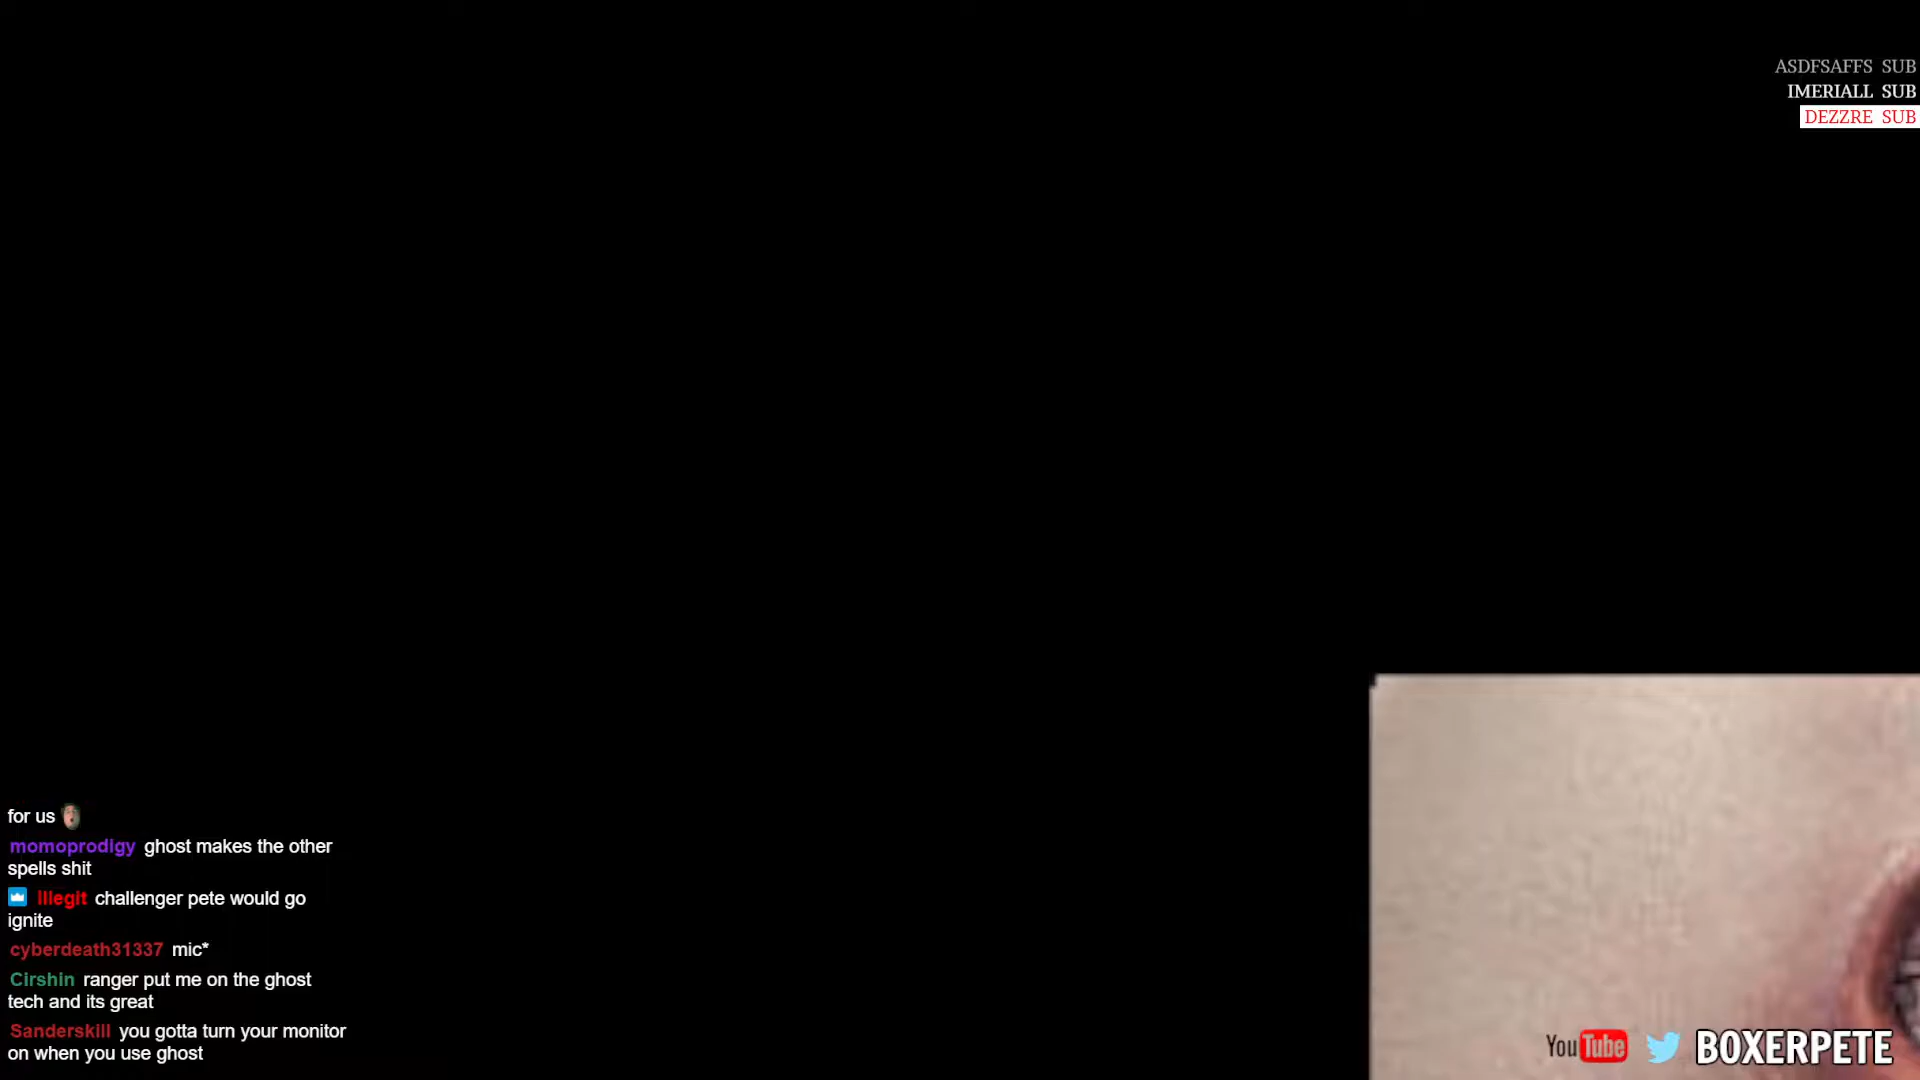 ASDFSAFFS SUB
IMERIALL SUB
DEZZRE SUB
for us
momoprodigy ghost makes the other
spells shit
Illegit challenger pete would go
ignite
cyberdeath31337 mic*
Cirshin ranger put me on the ghost
tech and its great
Sanderskill you gotta turn your monitor
on when you use ghost
YouTube BOXERPETE